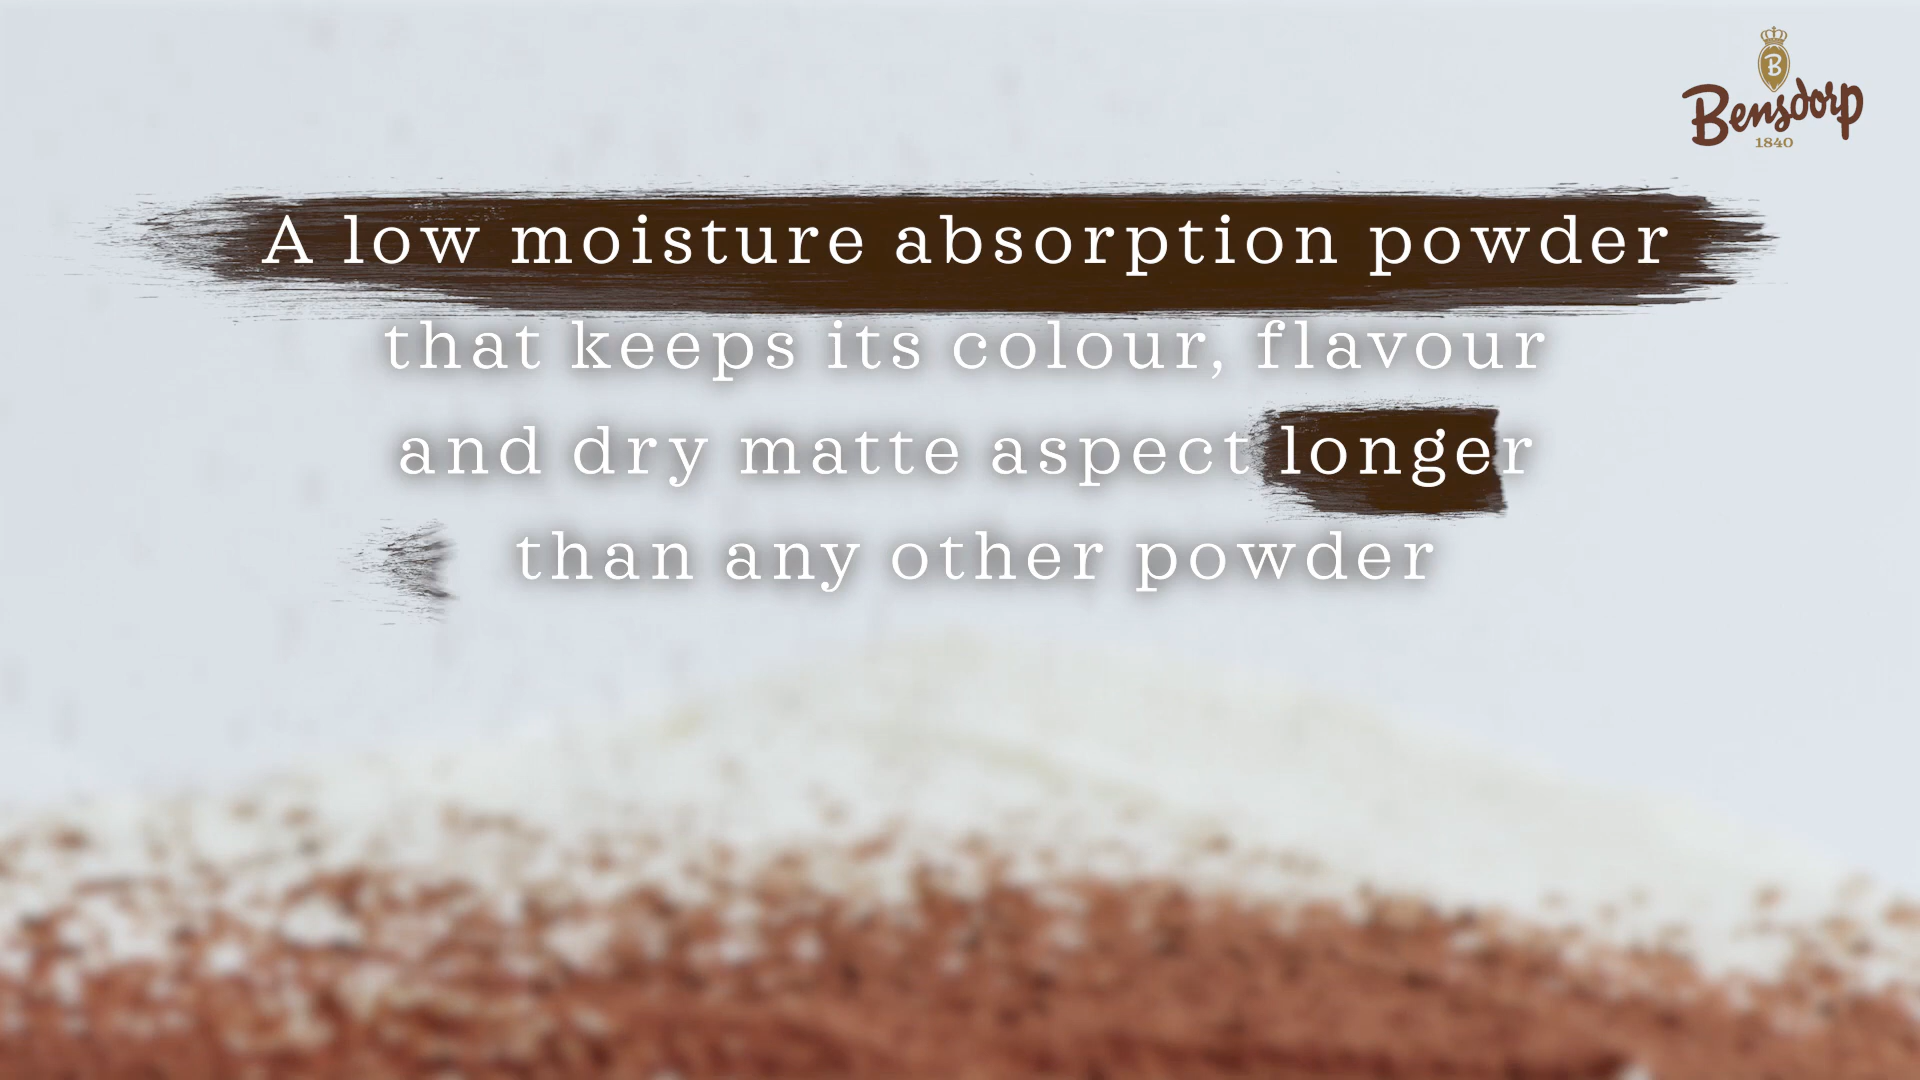 B
Bensdorp
1840
A low moisture absorption powder
that keeps its colour, flavour
and dry matte aspect longer
than any other powder